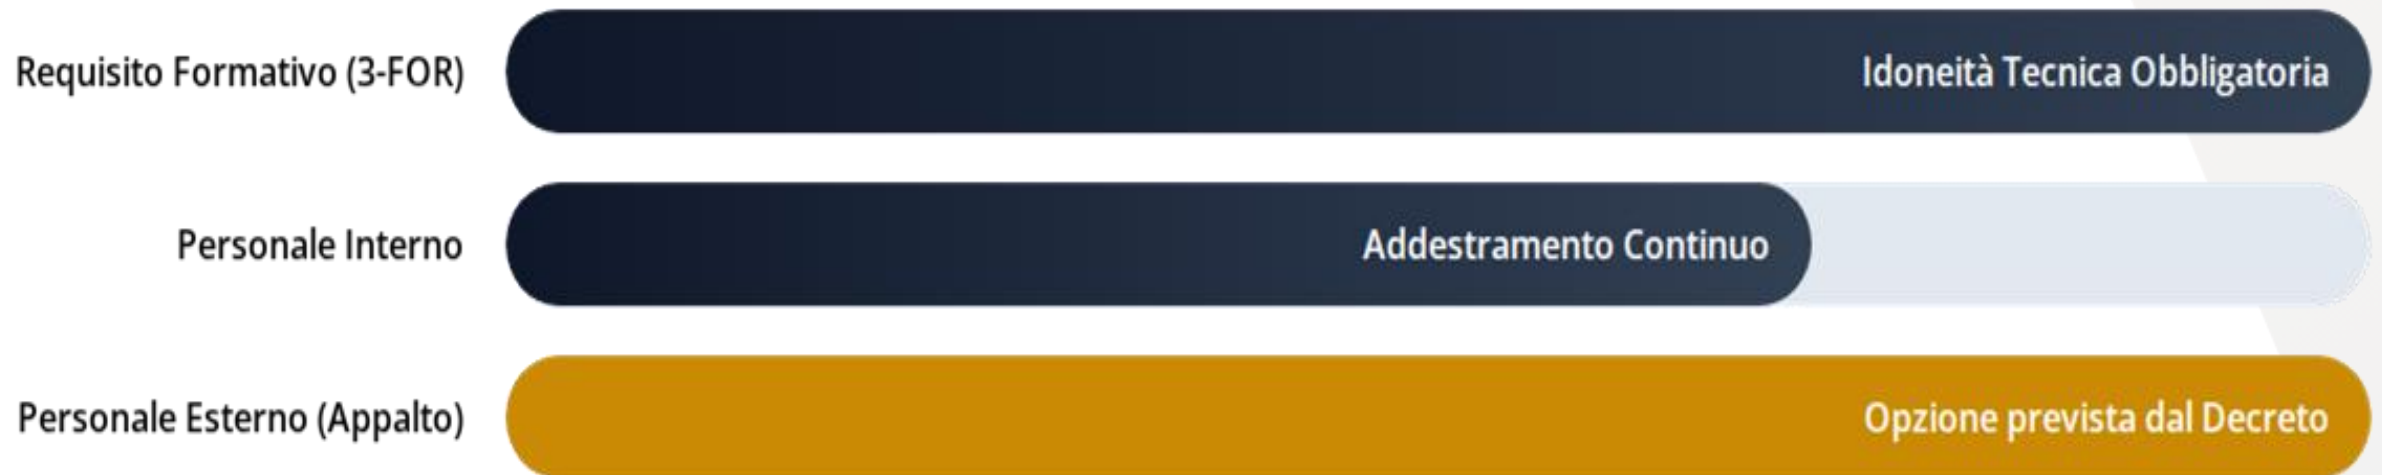 Requisito Formativo (3-FOR)
Idoneità Tecnica Obbligatoria
Personale Interno
Addestramento Continuo
Personale Esterno (Appalto)
Opzione prevista dal Decreto